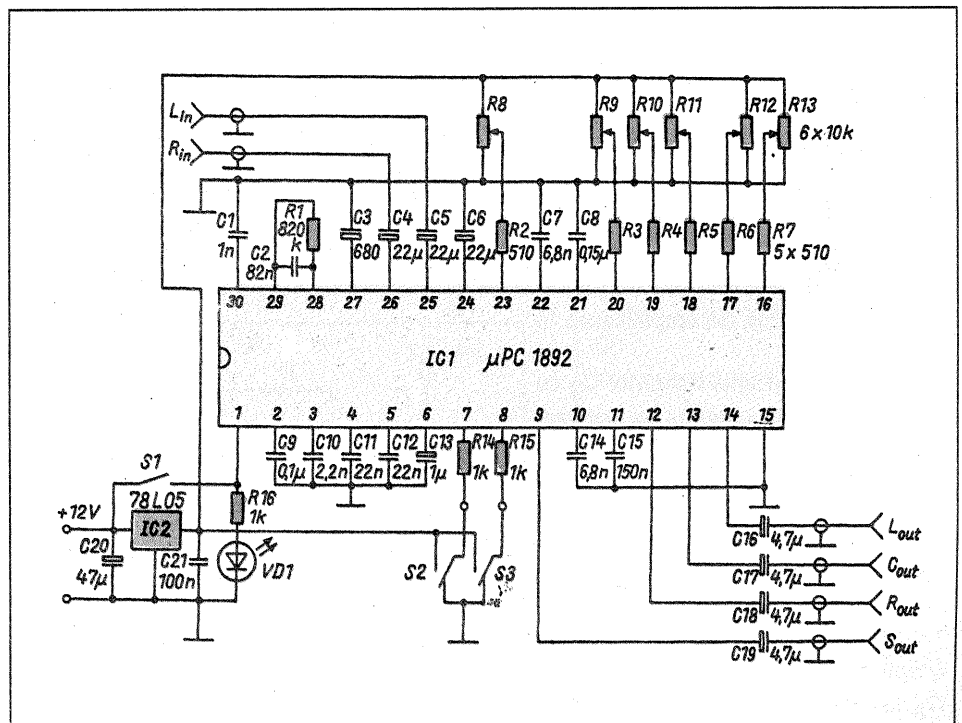 R8 R9 R10 R11 R12 R13
6×10k
Lin
Rin
C1
1n
R1
820
k
C2
82n
C3
680
C4
22µ
C5
22µ
C6
22µ
R2
510
C7
6,8n
C8
0,15µ
R3 R4 R5 R6 R7
5×510
30 29 28 27 26 25 24 23 22 21 20 19 18 17 16
IC1 µPC 1892
1 2 3 4 5 6 7 8 9 10 11 12 13 14 15
C9
0,1µ
C10
2,2n
C11
22n
C12
22n
C13
1µ
R14
1k
R15
1k
C14
6,8n
C15
150n
S1
78L05
+12V
IC2
R16
1k
C20
47µ
C21
100n
VD1
S2 S3
C16 4,7µ Lout
C17 4,7µ Cout
C18 4,7µ Rout
C19 4,7µ Sout